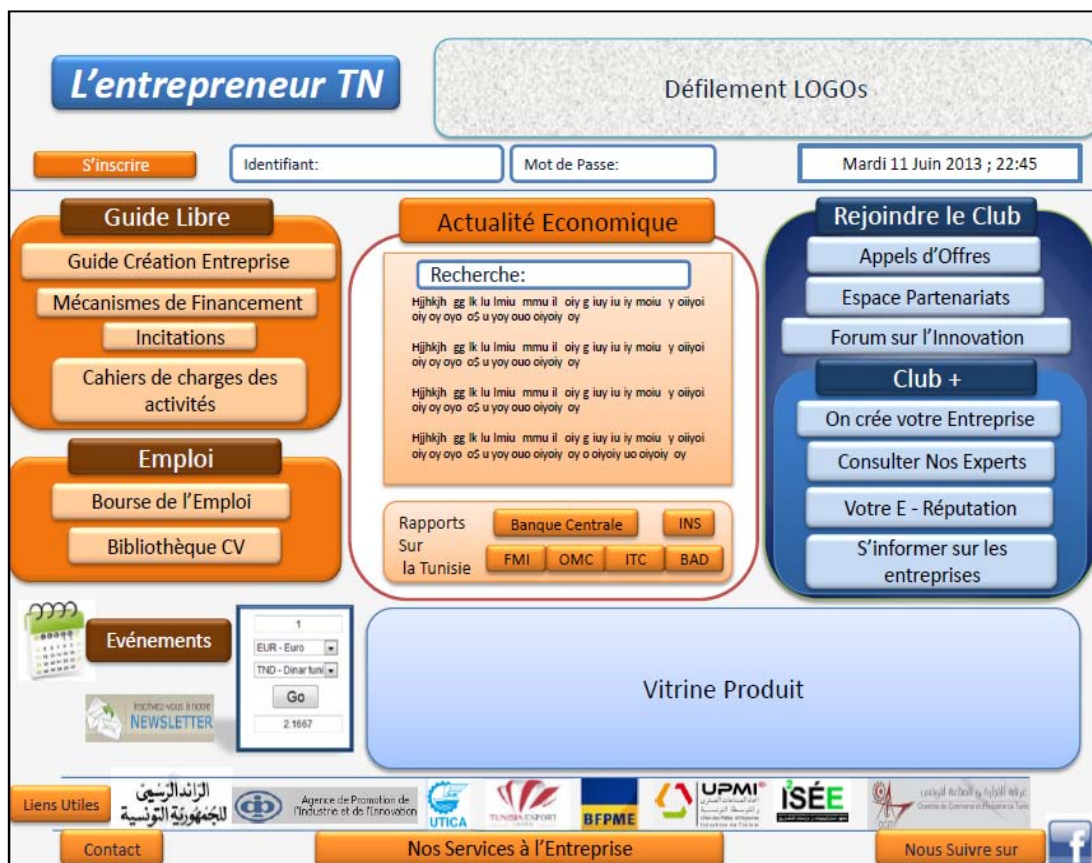 L'entrepreneur TN
Défilement LOGOs
S'inscrire
Identifiant:
Mot de Passe:
Mardi 11 Juin 2013 ; 22:45
Guide Libre
Guide Création Entreprise
Mécanismes de Financement
Incitations
Cahiers de charges des
activités
Emploi
Bourse de l'Emploi
Bibliothèque CV
Actualité Economique
Recherche:
Hjjhkjh gg lk lu lmiu mmu il oiy g iuy iu iy moiu y oiiyoi
oiy oy oyo o$ u yoy ouo oiyoiy oy
Hjjhkjh gg lk lu lmiu mmu il oiy g iuy iu iy moiu y oiiyoi
oiy oy oyo o$ u yoy ouo oiyoiy oy
Hjjhkjh gg lk lu lmiu mmu il oiy g iuy iu iy moiu y oiiyoi
oiy oy oyo o$ u yoy ouo oiyoiy oy
Hjjhkjh gg lk lu lmiu mmu il oiy g iuy iu iy moiu y oiiyoi
oiy oy oyo o$ u yoy ouo oiyoiy oy o oiyoiy uo oiyoiy oy
Rapports
Sur
la Tunisie
Banque Centrale
INS
FMI
OMC
ITC
BAD
Rejoindre le Club
Appels d'Offres
Espace Partenariats
Forum sur l'Innovation
Club +
On crée votre Entreprise
Consulter Nos Experts
Votre E - Réputation
S'informer sur les
entreprises
Evénements
Inscrivez-vous à notre
NEWSLETTER
1
EUR - Euro
TND - Dinar tuni
Go
2.1667
Vitrine Produit
Liens Utiles
الرائد الرسمي
للجمهورية التونسية
Agence de Promotion de
l'Industrie et de l'Innovation
UTICA
TUNISIA EXPORT
BFPME
UPMI
ISÉE
غرفة التجارة و الصناعة لتونس
CCIT
Contact
Nos Services à l'Entreprise
Nous Suivre sur
f